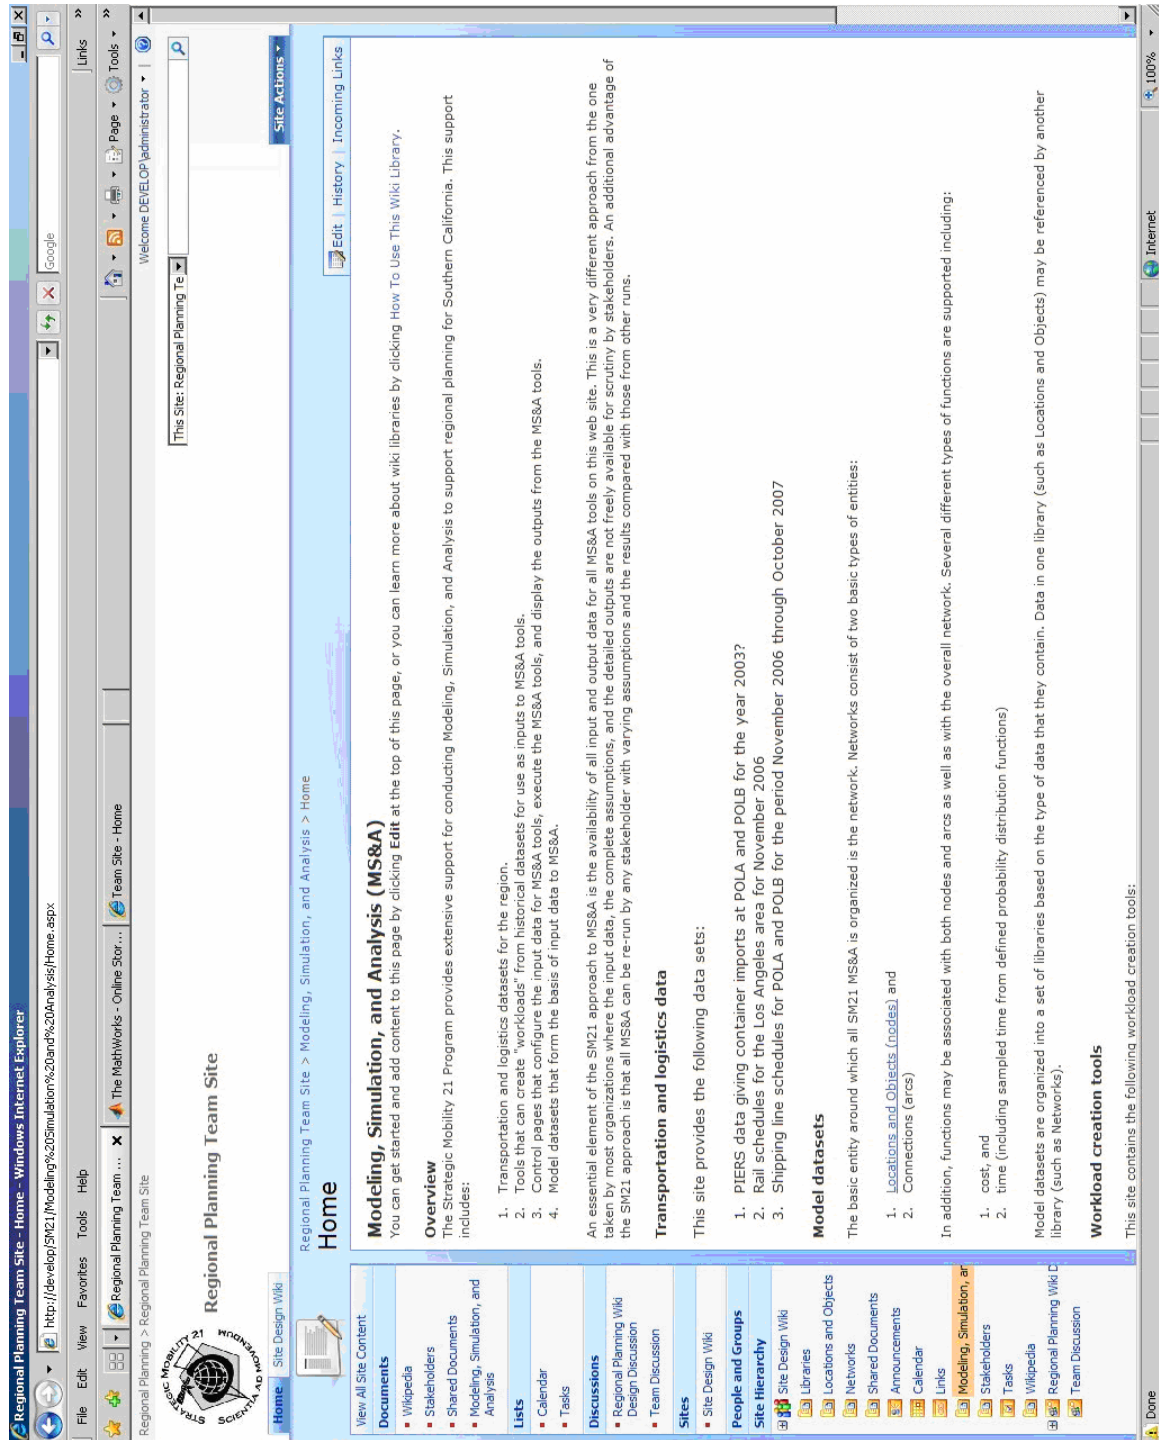 Regional Planning Team Site - Home - Windows Internet Explorer
http://develop/SM21/Modeling%20Simulation%20and%20Analysis/Home.aspx
Google
File Edit View Favorites Tools Help
Links
Regional Planning Team ...
The MathWorks - Online Stor...
Team Site - Home
Page
Tools
Regional Planning > Regional Planning Team Site
Welcome DEVELOP\administrator
STRATEGIC MOBILITY 21
SCIENTIA AD MOVENDUM
Regional Planning Team Site
This Site: Regional Planning Te
Home
Site Design Wiki
Site Actions
Regional Planning Team Site > Modeling, Simulation, and Analysis > Home
Home
Edit | History | Incoming Links
View All Site Content
Documents
Wikipedia
Stakeholders
Shared Documents
Modeling, Simulation, and
Analysis
Lists
Calendar
Tasks
Discussions
Regional Planning Wiki
Design Discussion
Team Discussion
Sites
Site Design Wiki
People and Groups
Site Hierarchy
Site Design Wiki
Libraries
Locations and Objects
Networks
Shared Documents
Announcements
Calendar
Links
Modeling, Simulation, an
Stakeholders
Tasks
Wikipedia
Regional Planning Wiki D
Team Discussion
Modeling, Simulation, and Analysis (MS&A)
You can get started and add content to this page by clicking Edit at the top of this page, or you can learn more about wiki libraries by clicking How To Use This Wiki Library.
Overview
The Strategic Mobility 21 Program provides extensive support for conducting Modeling, Simulation, and Analysis to support regional planning for Southern California. This support
includes:
1. Transportation and logistics datasets for the region.
2. Tools that can create "workloads" from historical datasets for use as inputs to MS&A tools.
3. Control pages that configure the input data for MS&A tools, execute the MS&A tools, and display the outputs from the MS&A tools.
4. Model datasets that form the basis of input data to MS&A.
An essential element of the SM21 approach to MS&A is the availability of all input and output data for all MS&A tools on this web site. This is a very different approach from the one
taken by most organizations where the input data, the complete assumptions, and the detailed outputs are not freely available for scrutiny by stakeholders. An additional advantage of
the SM21 approach is that all MS&A can be re-run by any stakeholder with varying assumptions and the results compared with those from other runs.
Transportation and logistics data
This site provides the following data sets:
1. PIERS data giving container imports at POLA and POLB for the year 2003?
2. Rail schedules for the Los Angeles area for November 2006
3. Shipping line schedules for POLA and POLB for the period November 2006 through October 2007
Model datasets
The basic entity around which all SM21 MS&A is organized is the network. Networks consist of two basic types of entities:
1. Locations and Objects (nodes) and
2. Connections (arcs)
In addition, functions may be associated with both nodes and arcs as well as with the overall network. Several different types of functions are supported including:
1. cost, and
2. time (including sampled time from defined probability distribution functions)
Model datasets are organized into a set of libraries based on the type of data that they contain. Data in one library (such as Locations and Objects) may be referenced by another
library (such as Networks).
Workload creation tools
This site contains the following workload creation tools:
Done
Internet
100%